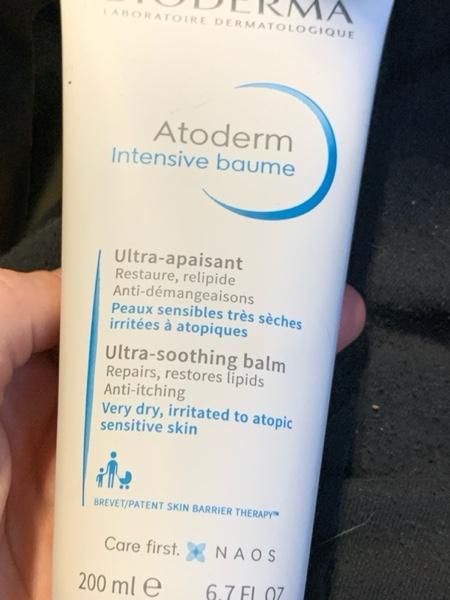 BIODERMA
LABORATOIRE DERMATOLOGIQUE
Atoderm
Intensive baume
Ultra-apaisant
Restaure, relipide
Anti-démangeaisons
Peaux sensibles très sèches
irritées à atopiques
Ultra-soothing balm
Repairs, restores lipids
Anti-itching
Very dry, irritated to atopic
sensitive skin
BREVET/PATENT SKIN BARRIER THERAPY™
Care first. NAOS
200 ml e 6.7 FL OZ